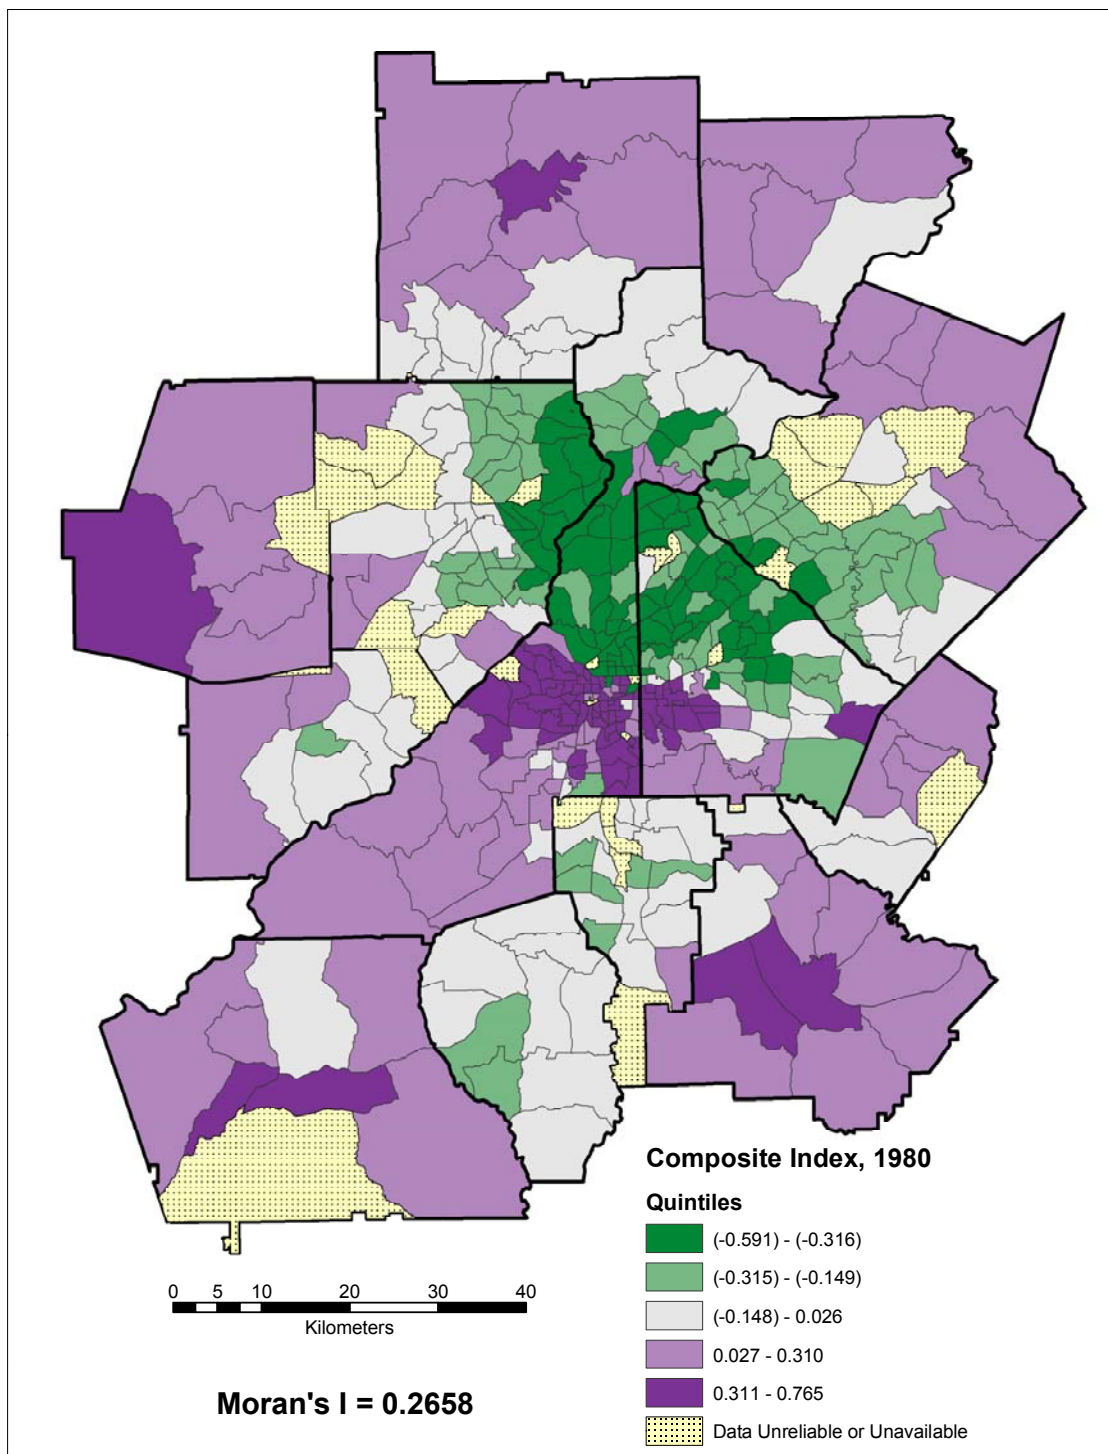 Composite Index, 1980
Quintiles
(-0.591) - (-0.316)
(-0.315) - (-0.149)
(-0.148) - 0.026
0.027 - 0.310
0.311 - 0.765
Data Unreliable or Unavailable
0 5 10 20 30 40
Kilometers
Moran's I = 0.2658